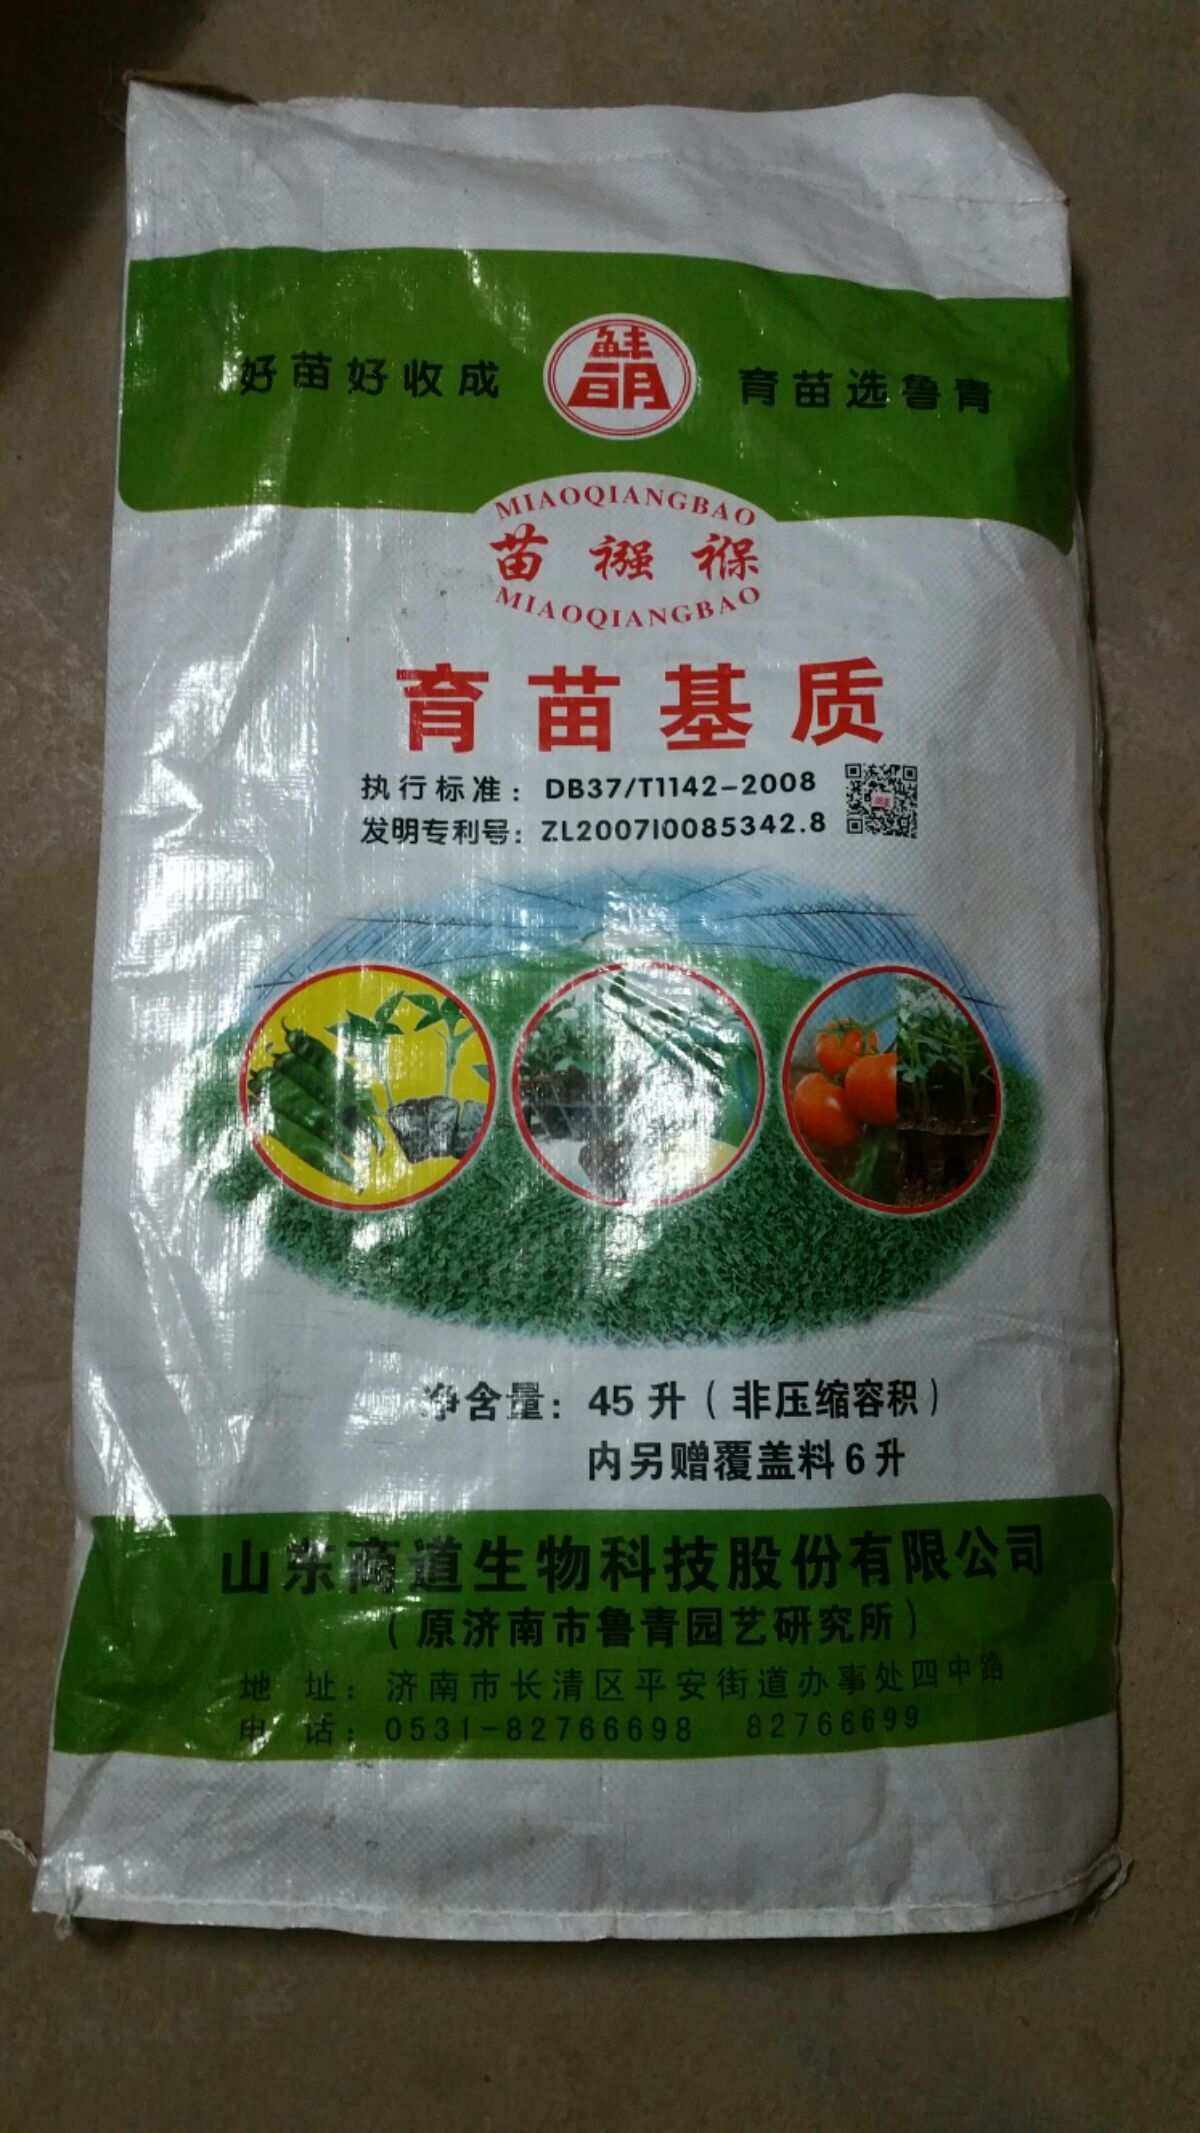 好苗好收成
育苗选鲁青
MIAOQIANGBAO
苗襁褓
MIAOQIANGBAO
育苗基质
执行标准：DB37/T1142-2008
发明专利号：ZL200710085342.8
净含量：45升（非压缩容积）
内另赠覆盖料6升
山东商道生物科技股份有限公司
（原济南市鲁青园艺研究所）
地址：济南市长清区平安街道办事处四中路
电话：0531-82766698 82766699